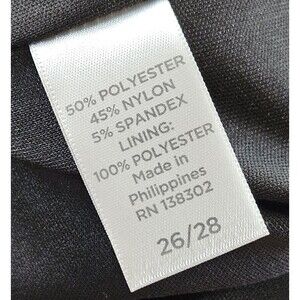 50% POLYESTER
45% NYLON
5% SPANDEX
LINING:
100% POLYESTER
Made in
Philippines
RN 138302
26/28